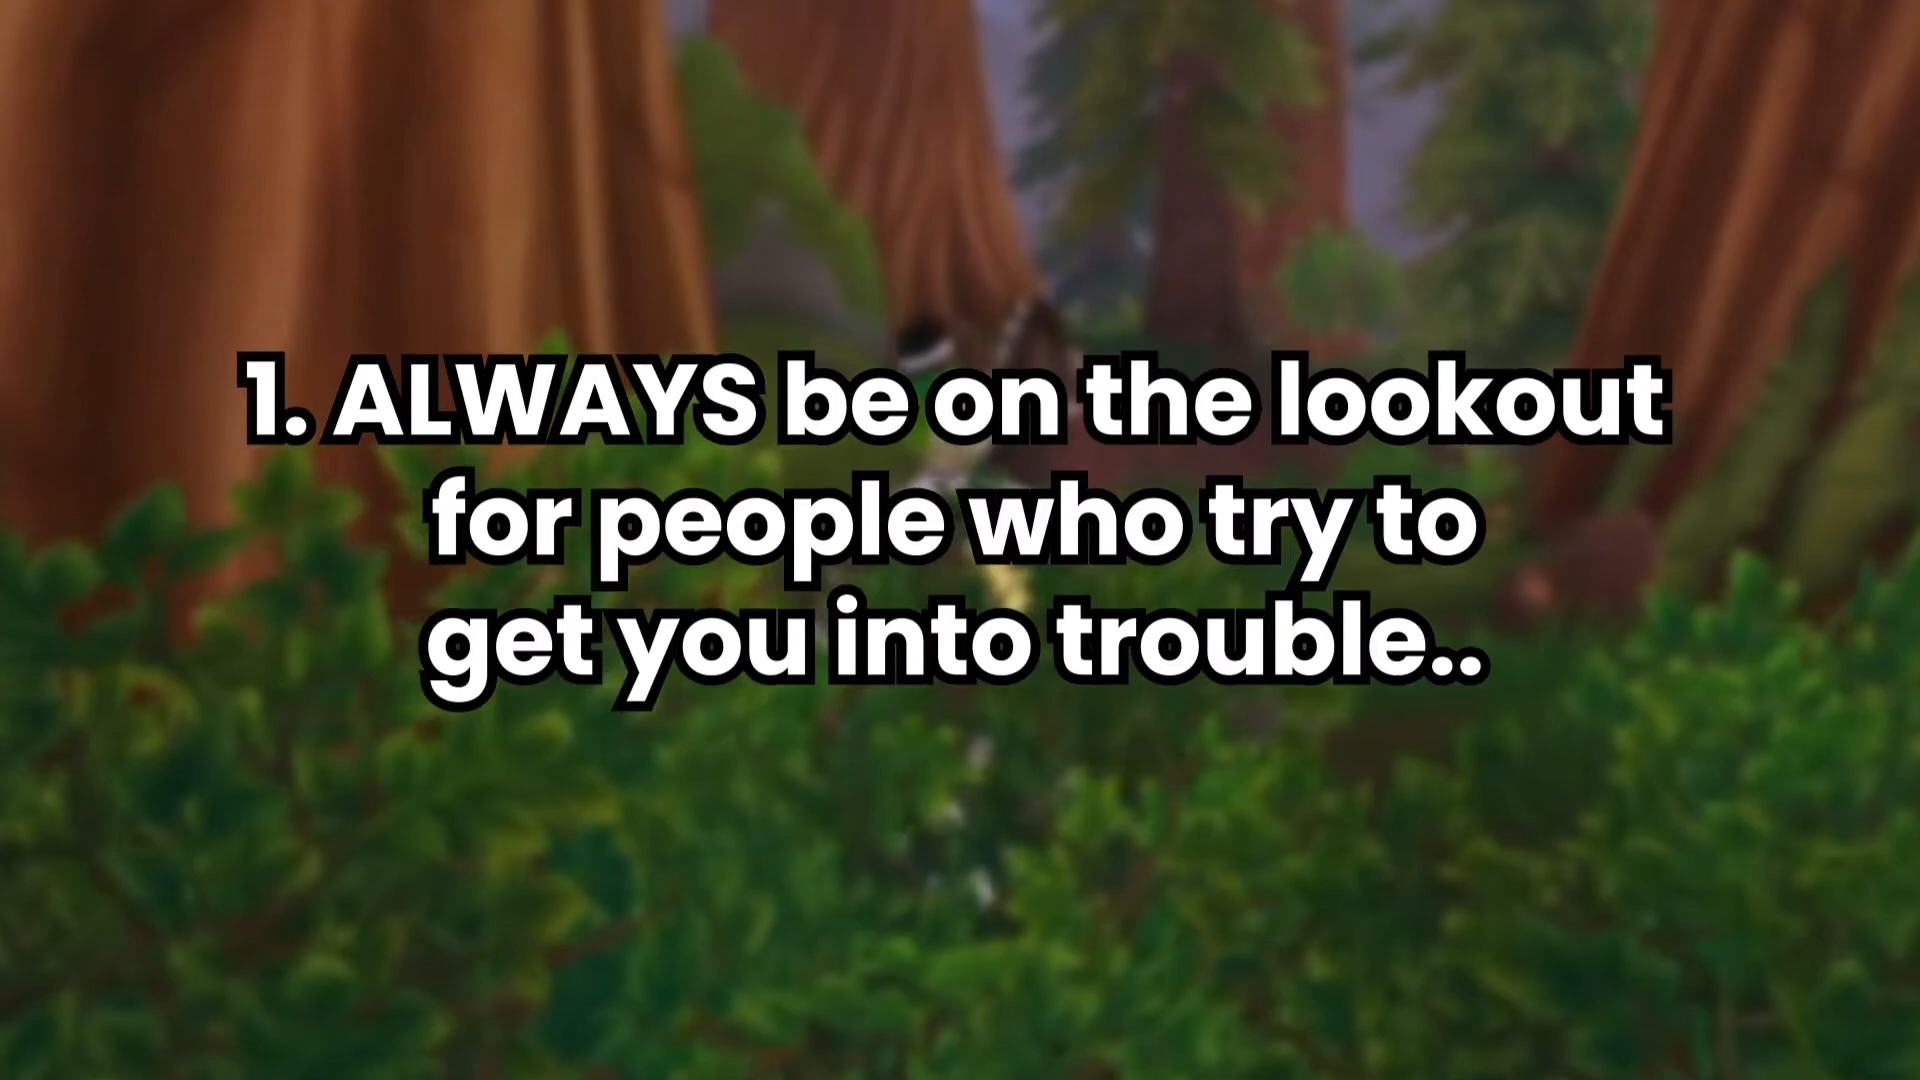 1. ALWAYS be on the lookout
for people who try to
get you into trouble..